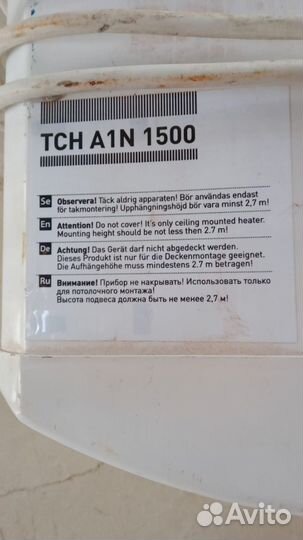 TCH A1N 1500
Se Observera! Täck aldrig apparaten! Bör användas endast
för takmontering! Upphängningshöjd bör vara minst 2,7 m!
En Attention! Do not cover! It's only ceiling mounted heater.
Mounting height should be not less then 2.7 m!
De Achtung! Das Gerät darf nicht abgedeckt werden.
Dieses Produkt ist nur für die Deckenmontage geeignet.
Die Aufhängehöhe muss mindestens 2.7 m betragen!
Ru Внимание! Прибор не накрывать! Использовать только
для потолочного монтажа!
Высота подвеса должна быть не менее 2,7 м!
Avito